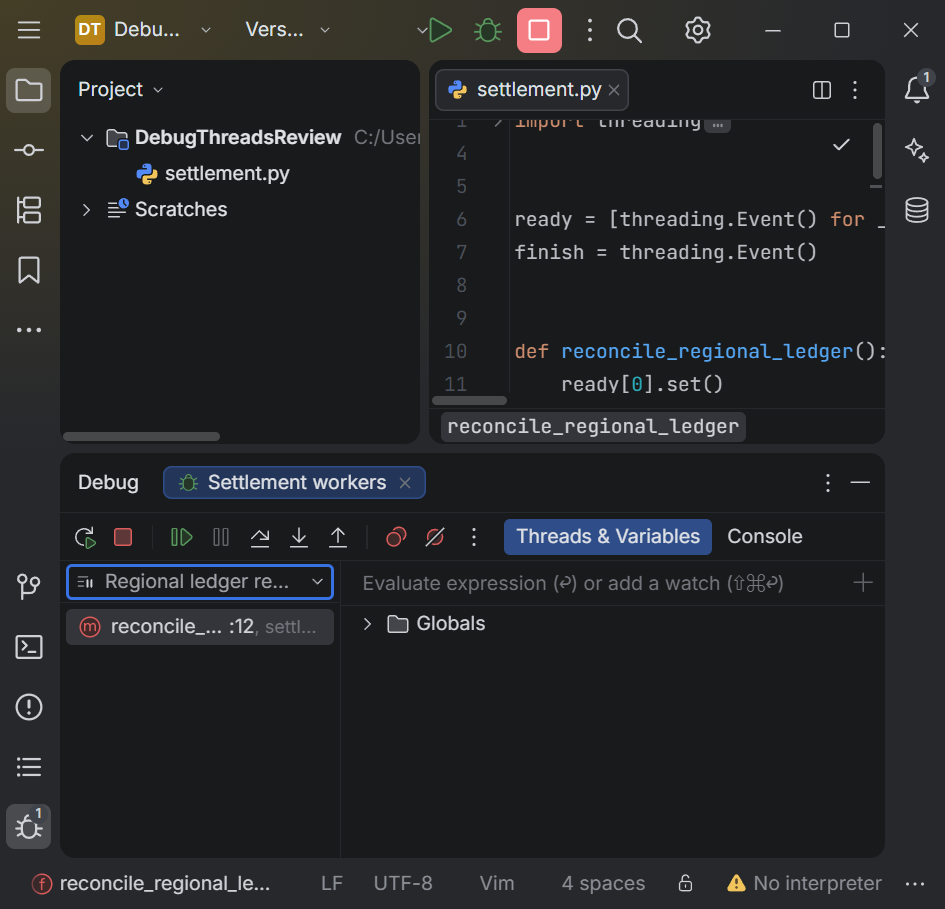 DT Debu... Vers...
Project
DebugThreadsReview C:/User
settlement.py
Scratches
settlement.py
1 import threading ...
4
5
6 ready = [threading.Event() for _
7 finish = threading.Event()
8
9
10 def reconcile_regional_ledger():
11 ready[0].set()
reconcile_regional_ledger
1
Debug Settlement workers
Threads & Variables Console
Regional ledger re...
Evaluate expression (⏎) or add a watch (⇧⌘⏎)
m reconcile_... :12, settl...
Globals
1
f reconcile_regional_le... LF UTF-8 Vim 4 spaces No interpreter